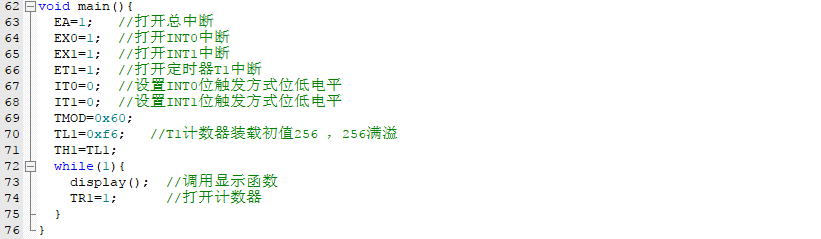 62 void main(){
63 EA=1; //打开总中断
64 EX0=1; //打开INT0中断
65 EX1=1; //打开INT1中断
66 ET1=1; //打开定时器T1中断
67 IT0=0; //设置INT0位触发方式位低电平
68 IT1=0; //设置INT1位触发方式位低电平
69 TMOD=0x60;
70 TL1=0xf6; //T1计数器装载初值256 ，256满溢
71 TH1=TL1;
72 while(1){
73 display(); //调用显示函数
74 TR1=1; //打开计数器
75 }
76 }